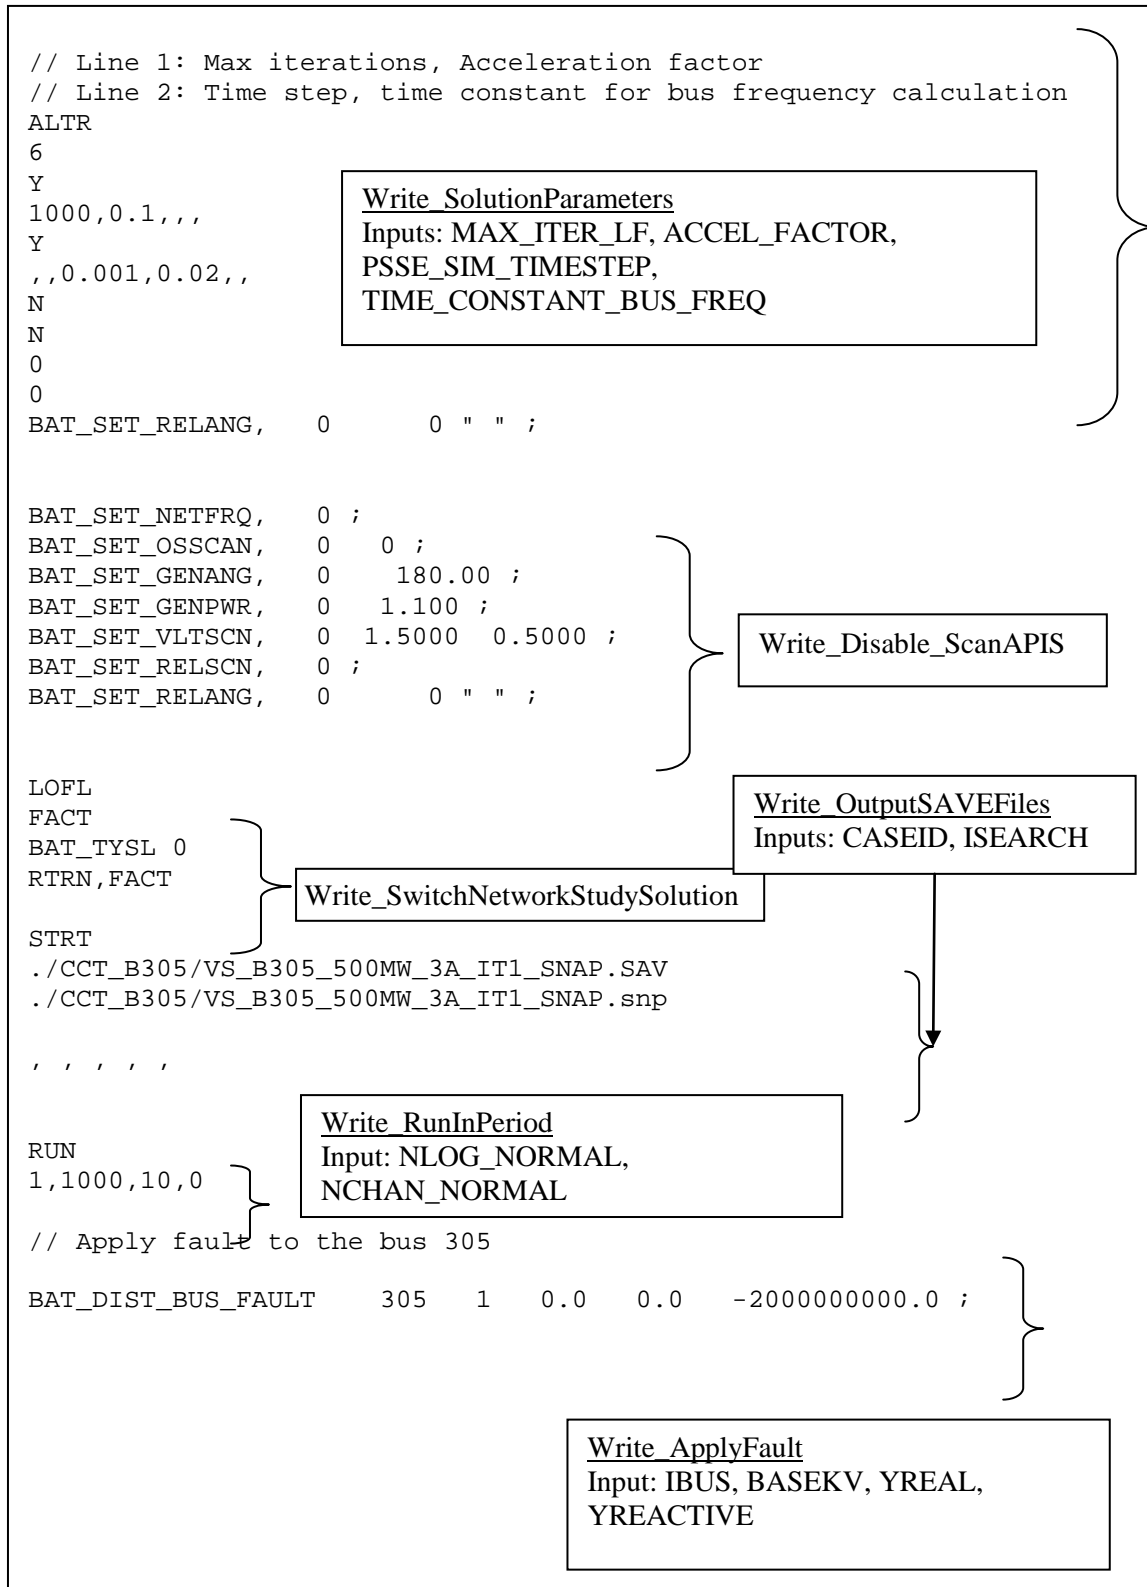 // Line 1: Max iterations, Acceleration factor
// Line 2: Time step, time constant for bus frequency calculation
ALTR
6
Y
1000,0.1,,,
Y
,,0.001,0.02,,
N
N
0
0
BAT_SET_RELANG,   0       0 " " ;
Write_SolutionParameters
Inputs: MAX_ITER_LF, ACCEL_FACTOR,
PSSE_SIM_TIMESTEP,
TIME_CONSTANT_BUS_FREQ
BAT_SET_NETFRQ,   0 ;
BAT_SET_OSSCAN,   0   0 ;
BAT_SET_GENANG,   0    180.00 ;
BAT_SET_GENPWR,   0   1.100 ;
BAT_SET_VLTSCN,   0  1.5000  0.5000 ;
BAT_SET_RELSCN,   0 ;
BAT_SET_RELANG,   0       0 " " ;
Write_Disable_ScanAPIS
LOFL
FACT
BAT_TYSL 0
RTRN,FACT
Write_SwitchNetworkStudySolution
Write_OutputSAVEFiles
Inputs: CASEID, ISEARCH
STRT
./CCT_B305/VS_B305_500MW_3A_IT1_SNAP.SAV
./CCT_B305/VS_B305_500MW_3A_IT1_SNAP.snp
, , , , ,
RUN
1,1000,10,0
Write_RunInPeriod
Input: NLOG_NORMAL,
NCHAN_NORMAL
// Apply fault to the bus 305
BAT_DIST_BUS_FAULT    305   1   0.0   0.0   -2000000000.0 ;
Write_ApplyFault
Input: IBUS, BASEKV, YREAL,
YREACTIVE